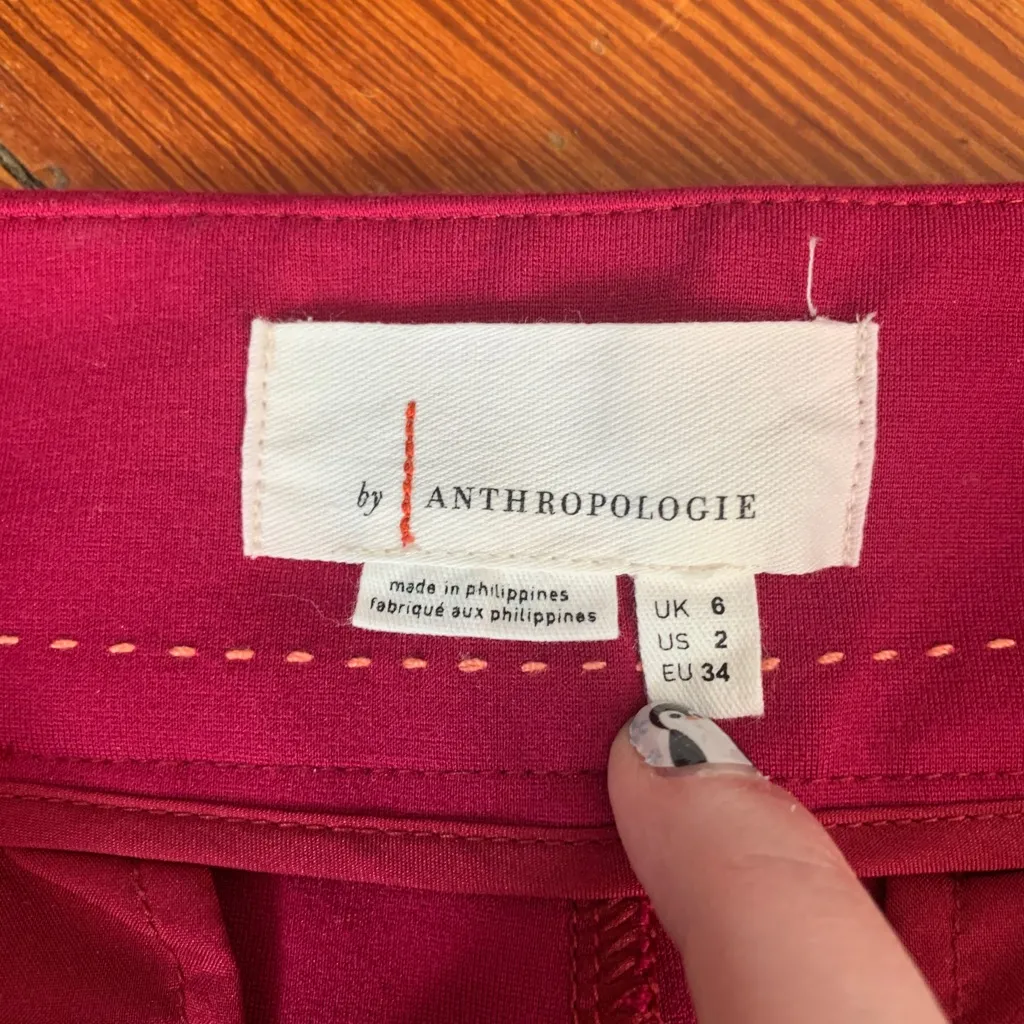 by ANTHROPOLOGIE
made in philippines
fabriqué aux philippines
UK 6
US 2
EU 34